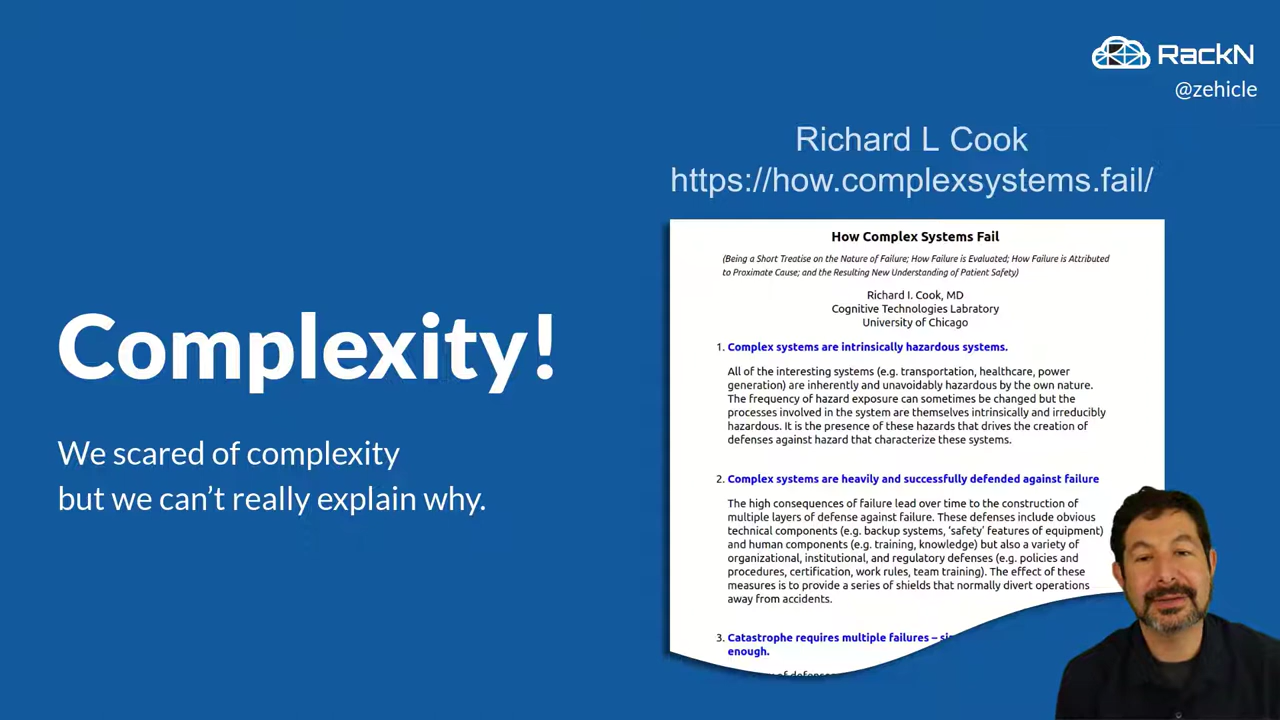 RackN
@zehicle
Richard L Cook
https://how.complexsystems.fail/
Complexity!
We scared of complexity
but we can't really explain why.
How Complex Systems Fail
(Being a Short Treatise on the Nature of Failure; How Failure is Evaluated; How Failure is Attributed
to Proximate Cause; and the Resulting New Understanding of Patient Safety)
Richard I. Cook, MD
Cognitive Technologies Labratory
University of Chicago
1. Complex systems are intrinsically hazardous systems.
All of the interesting systems (e.g. transportation, healthcare, power
generation) are inherently and unavoidably hazardous by the own nature.
The frequency of hazard exposure can sometimes be changed but the
processes involved in the system are themselves intrinsically and irreducibly
hazardous. It is the presence of these hazards that drives the creation of
defenses against hazard that characterize these systems.
2. Complex systems are heavily and successfully defended against failure
The high consequences of failure lead over time to the construction of
multiple layers of defense against failure. These defenses include obvious
technical components (e.g. backup systems, 'safety' features of equipment)
and human components (e.g. training, knowledge) but also a variety of
organizational, institutional, and regulatory defenses (e.g. policies and
procedures, certification, work rules, team training). The effect of these
measures is to provide a series of shields that normally divert operations
away from accidents.
3. Catastrophe requires multiple failures –
enough.